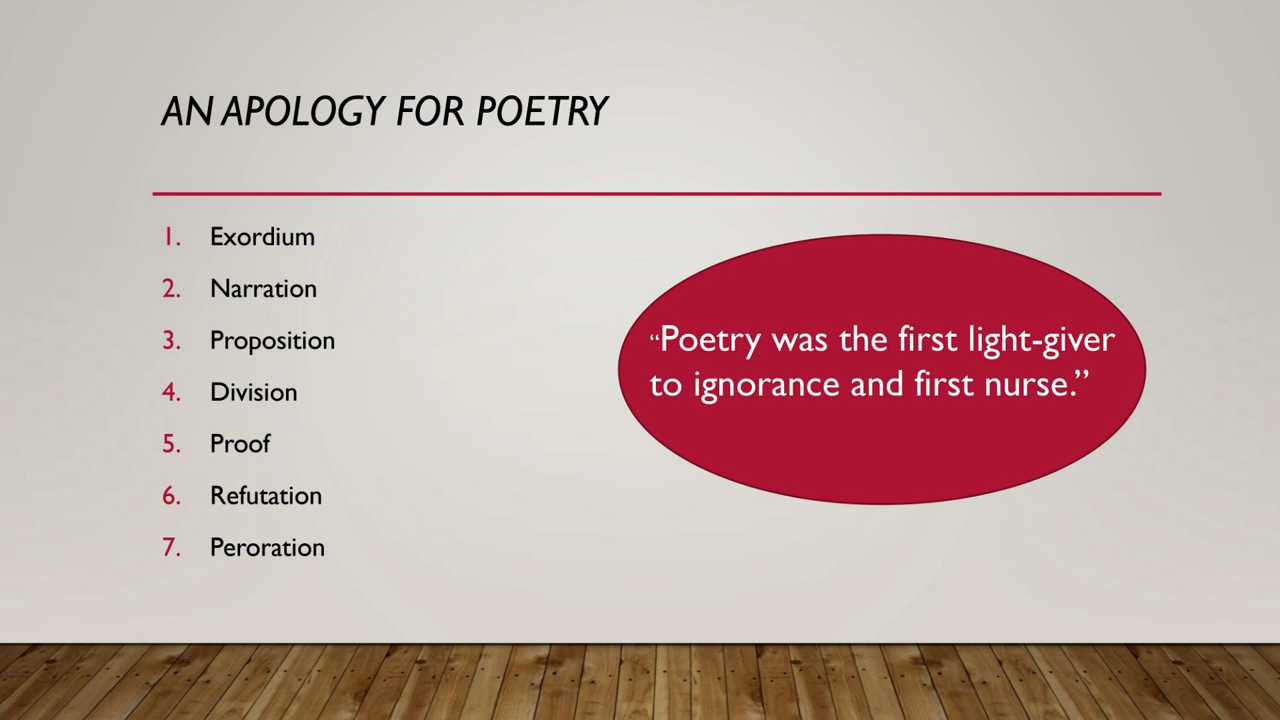 AN APOLOGY FOR POETRY
1. Exordium
2. Narration
3. Proposition
4. Division
5. Proof
6. Refutation
7. Peroration
“Poetry was the first light-giver
to ignorance and first nurse.”